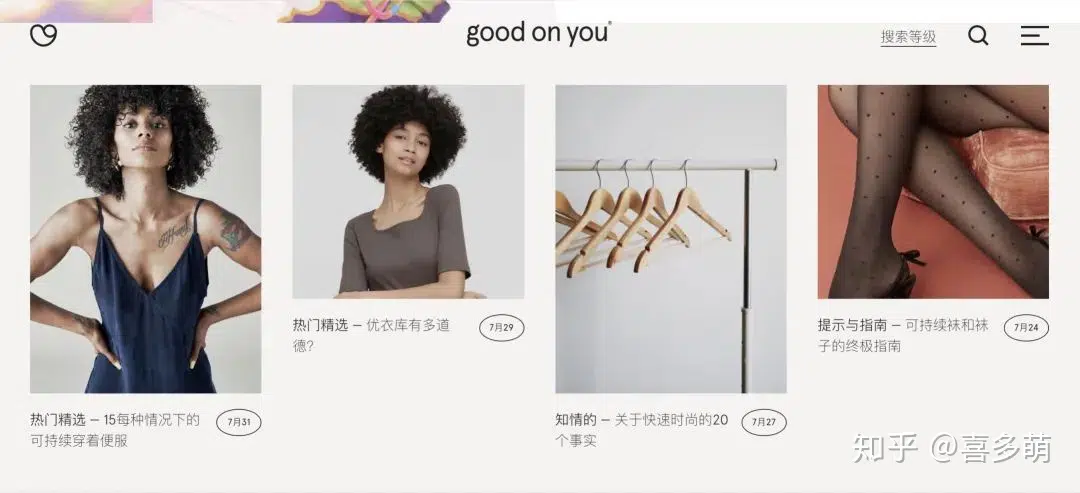 good on you
搜索等级
热门精选 – 15每种情况下的
可持续穿着便服
7月31
热门精选 – 优衣库有多道
德?
7月29
知情的 – 关于快速时尚的20
个事实
7月27
提示与指南 – 可持续袜和袜
子的终极指南
7月24
知乎 @喜多萌